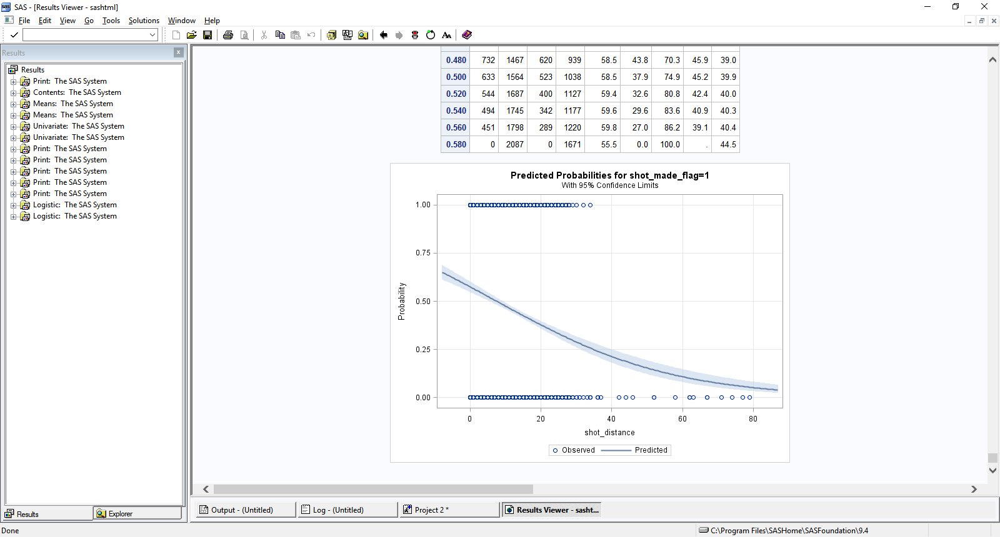 SAS - [Results Viewer - sashtml]
File Edit View Go Tools Solutions Window Help
Results
Results
Print: The SAS System
Contents: The SAS System
Means: The SAS System
Means: The SAS System
Univariate: The SAS System
Univariate: The SAS System
Print: The SAS System
Print: The SAS System
Print: The SAS System
Print: The SAS System
Print: The SAS System
Logistic: The SAS System
Logistic: The SAS System
Results Explorer
0.480 732 1467 620 939 58.5 43.8 70.3 45.9 39.0
0.500 633 1564 523 1038 58.5 37.9 74.9 45.2 39.9
0.520 544 1687 400 1127 59.4 32.6 80.8 42.4 40.0
0.540 494 1745 342 1177 59.6 29.6 83.6 40.9 40.3
0.560 451 1798 289 1220 59.8 27.0 86.2 39.1 40.4
0.580 0 2087 0 1671 55.5 0.0 100.0 . 44.5
Predicted Probabilities for shot_made_flag=1
With 95% Confidence Limits
1.00
0.75
0.50
0.25
0.00
Probability
0 20 40 60 80
shot_distance
Observed Predicted
Output - (Untitled) Log - (Untitled) Project 2 * Results Viewer - sasht...
Done C:\Program Files\SASHome\SASFoundation\9.4